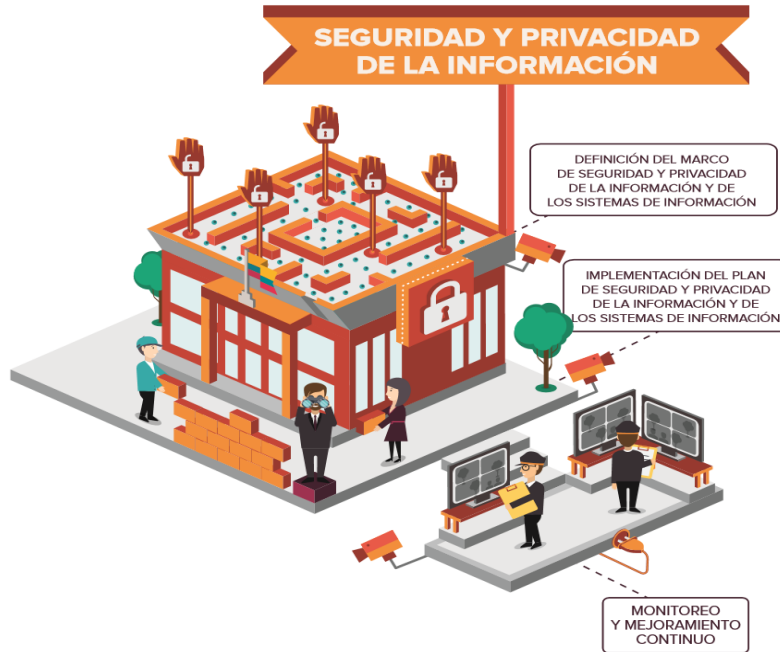 SEGURIDAD Y PRIVACIDAD
DE LA INFORMACIÓN
DEFINICIÓN DEL MARCO
DE SEGURIDAD Y PRIVACIDAD
DE LA INFORMACIÓN Y DE
LOS SISTEMAS DE INFORMACIÓN
IMPLEMENTACIÓN DEL PLAN
DE SEGURIDAD Y PRIVACIDAD
DE LA INFORMACIÓN Y DE
LOS SISTEMAS DE INFORMACIÓN
MONITOREO
Y MEJORAMIENTO
CONTINUO